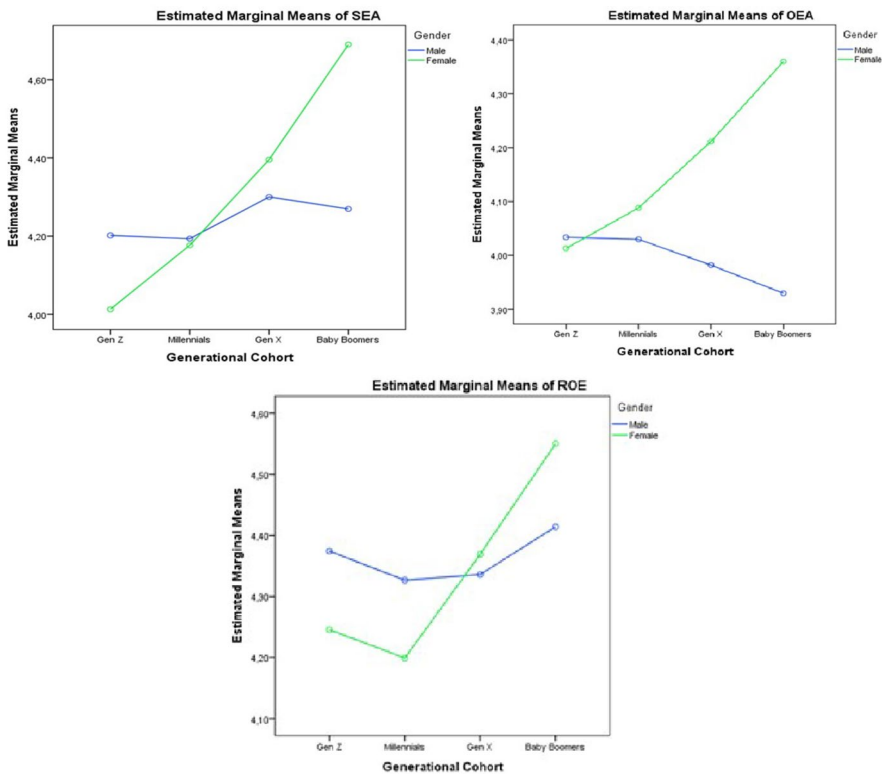 Estimated Marginal Means of SEA
Gender
Male
Female
Estimated Marginal Means
4,60
4,40
4,20
4,00
Gen Z Millennials Gen X Baby Boomers
Generational Cohort
Estimated Marginal Means of OEA
Gender
Male
Female
Estimated Marginal Means
4,40
4,30
4,20
4,10
4,00
3,90
Gen Z Millennials Gen X Baby Boomers
Generational Cohort
Estimated Marginal Means of ROE
Gender
Male
Female
Estimated Marginal Means
4,60
4,50
4,40
4,30
4,20
4,10
Gen Z Millennials Gen X Baby Boomers
Generational Cohort